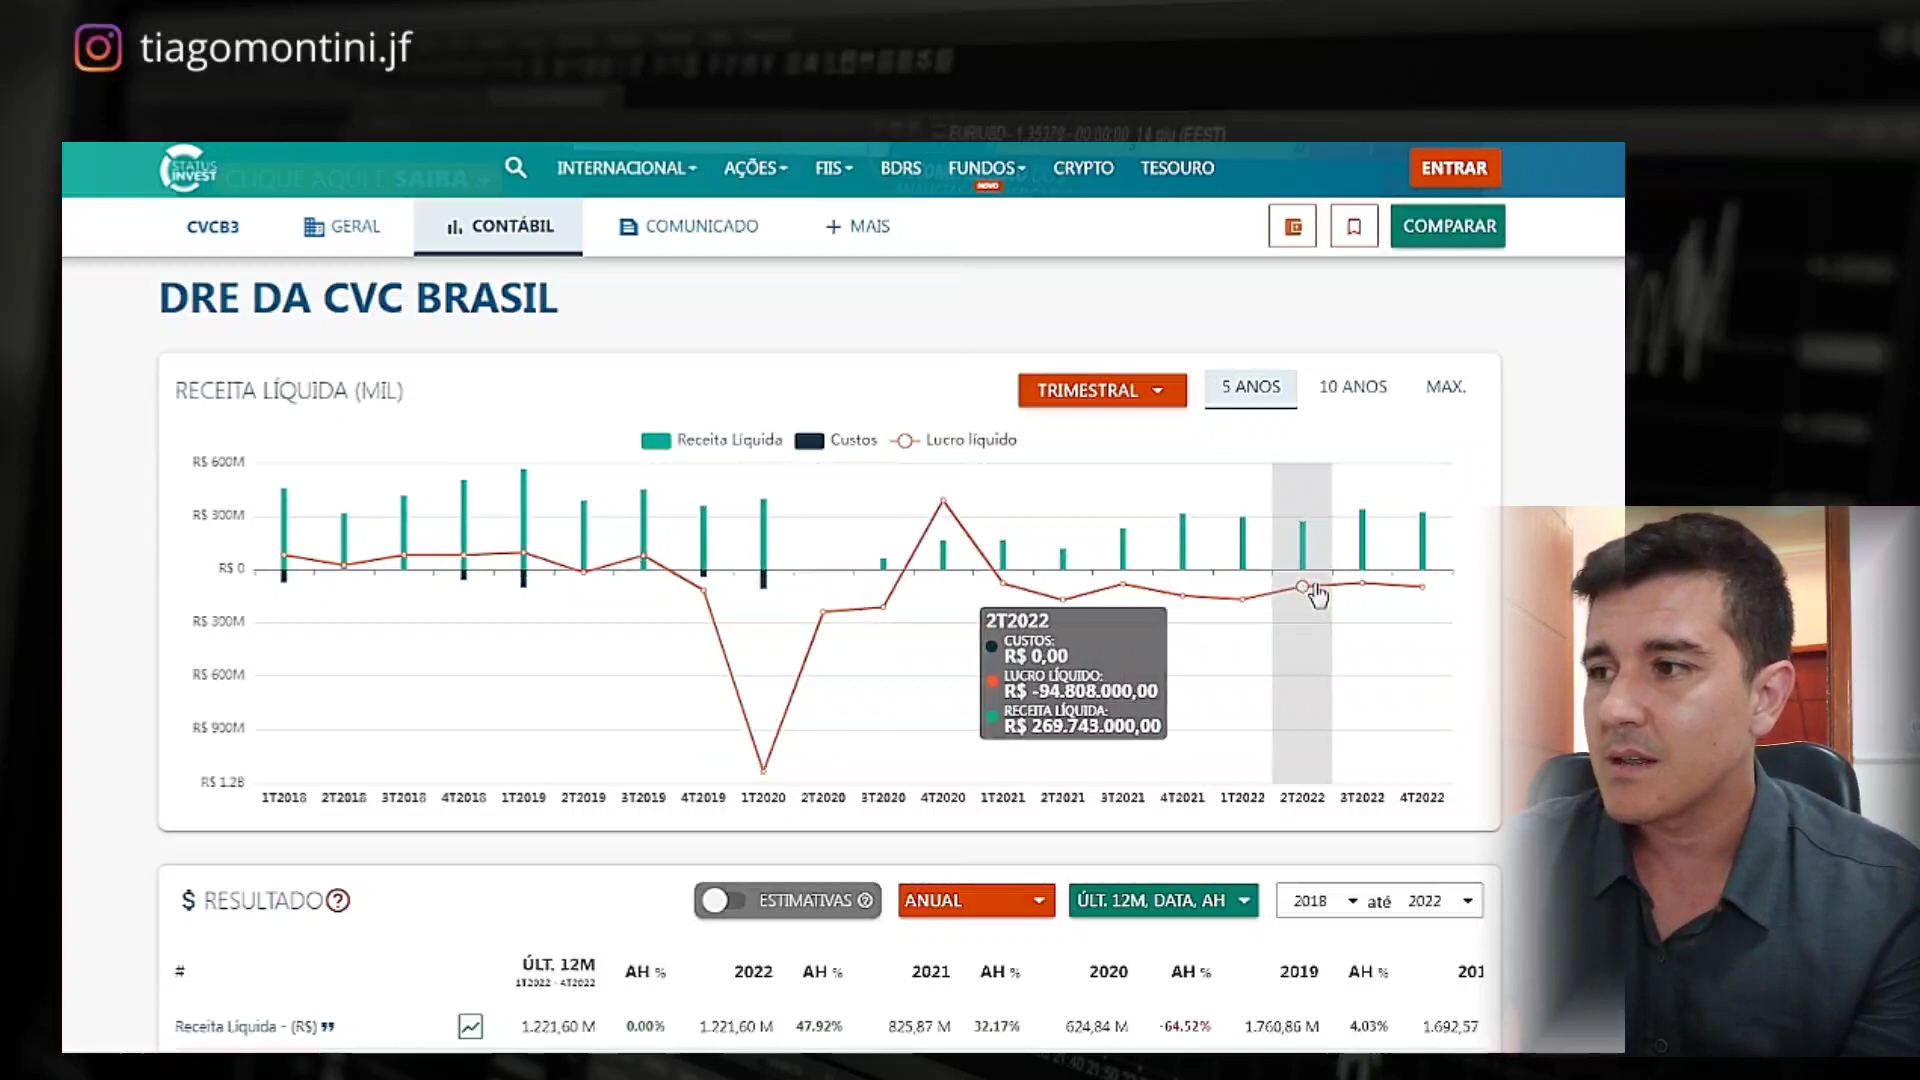 tiagomontini.jf
STATUS INVEST
INTERNACIONAL AÇÕES FIIS BDRS FUNDOS CRYPTO TESOURO ENTRAR
NOVO
CVCB3 GERAL CONTÁBIL COMUNICADO + MAIS COMPARAR
DRE DA CVC BRASIL
RECEITA LÍQUIDA (MIL) TRIMESTRAL 5 ANOS 10 ANOS MAX.
Receita Líquida Custos Lucro líquido
R$ 600M
R$ 300M
R$ 0
R$ 300M
R$ 600M
R$ 900M
R$ 1.2B
2T2022
CUSTOS:
R$ 0,00
LUCRO LÍQUIDO:
R$ -94.808.000,00
RECEITA LÍQUIDA:
R$ 269.743.000,00
1T2018 2T2018 3T2018 4T2018 1T2019 2T2019 3T2019 4T2019 1T2020 2T2020 3T2020 4T2020 1T2021 2T2021 3T2021 4T2021 1T2022 2T2022 3T2022 4T2022
$ RESULTADO ? ESTIMATIVAS ? ANUAL ÚLT. 12M, DATA, AH 2018 até 2022
# ÚLT. 12M AH % 2022 AH % 2021 AH % 2020 AH % 2019 AH % 201
1T2022 - 4T2022
Receita Líquida - (R$) 1.221,60 M 0.00% 1.221,60 M 47.92% 825,87 M 32.17% 624,84 M -64.52% 1.760,86 M 4.03% 1.692,57